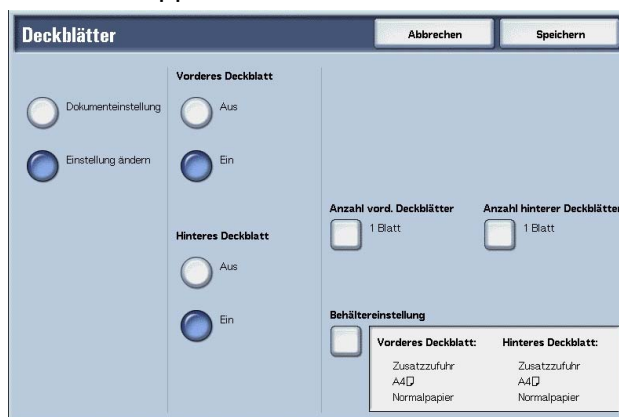 Deckblätter
Abbrechen
Speichern
Dokumenteinstellung
Einstellung ändern
Vorderes Deckblatt
Aus
Ein
Hinteres Deckblatt
Aus
Ein
Anzahl vord. Deckblätter
1 Blatt
Anzahl hinterer Deckblätter
1 Blatt
Behältereinstellung
Vorderes Deckblatt:
Zusatzzufuhr
A4
Normalpapier
Hinteres Deckblatt:
Zusatzzufuhr
A4
Normalpapier